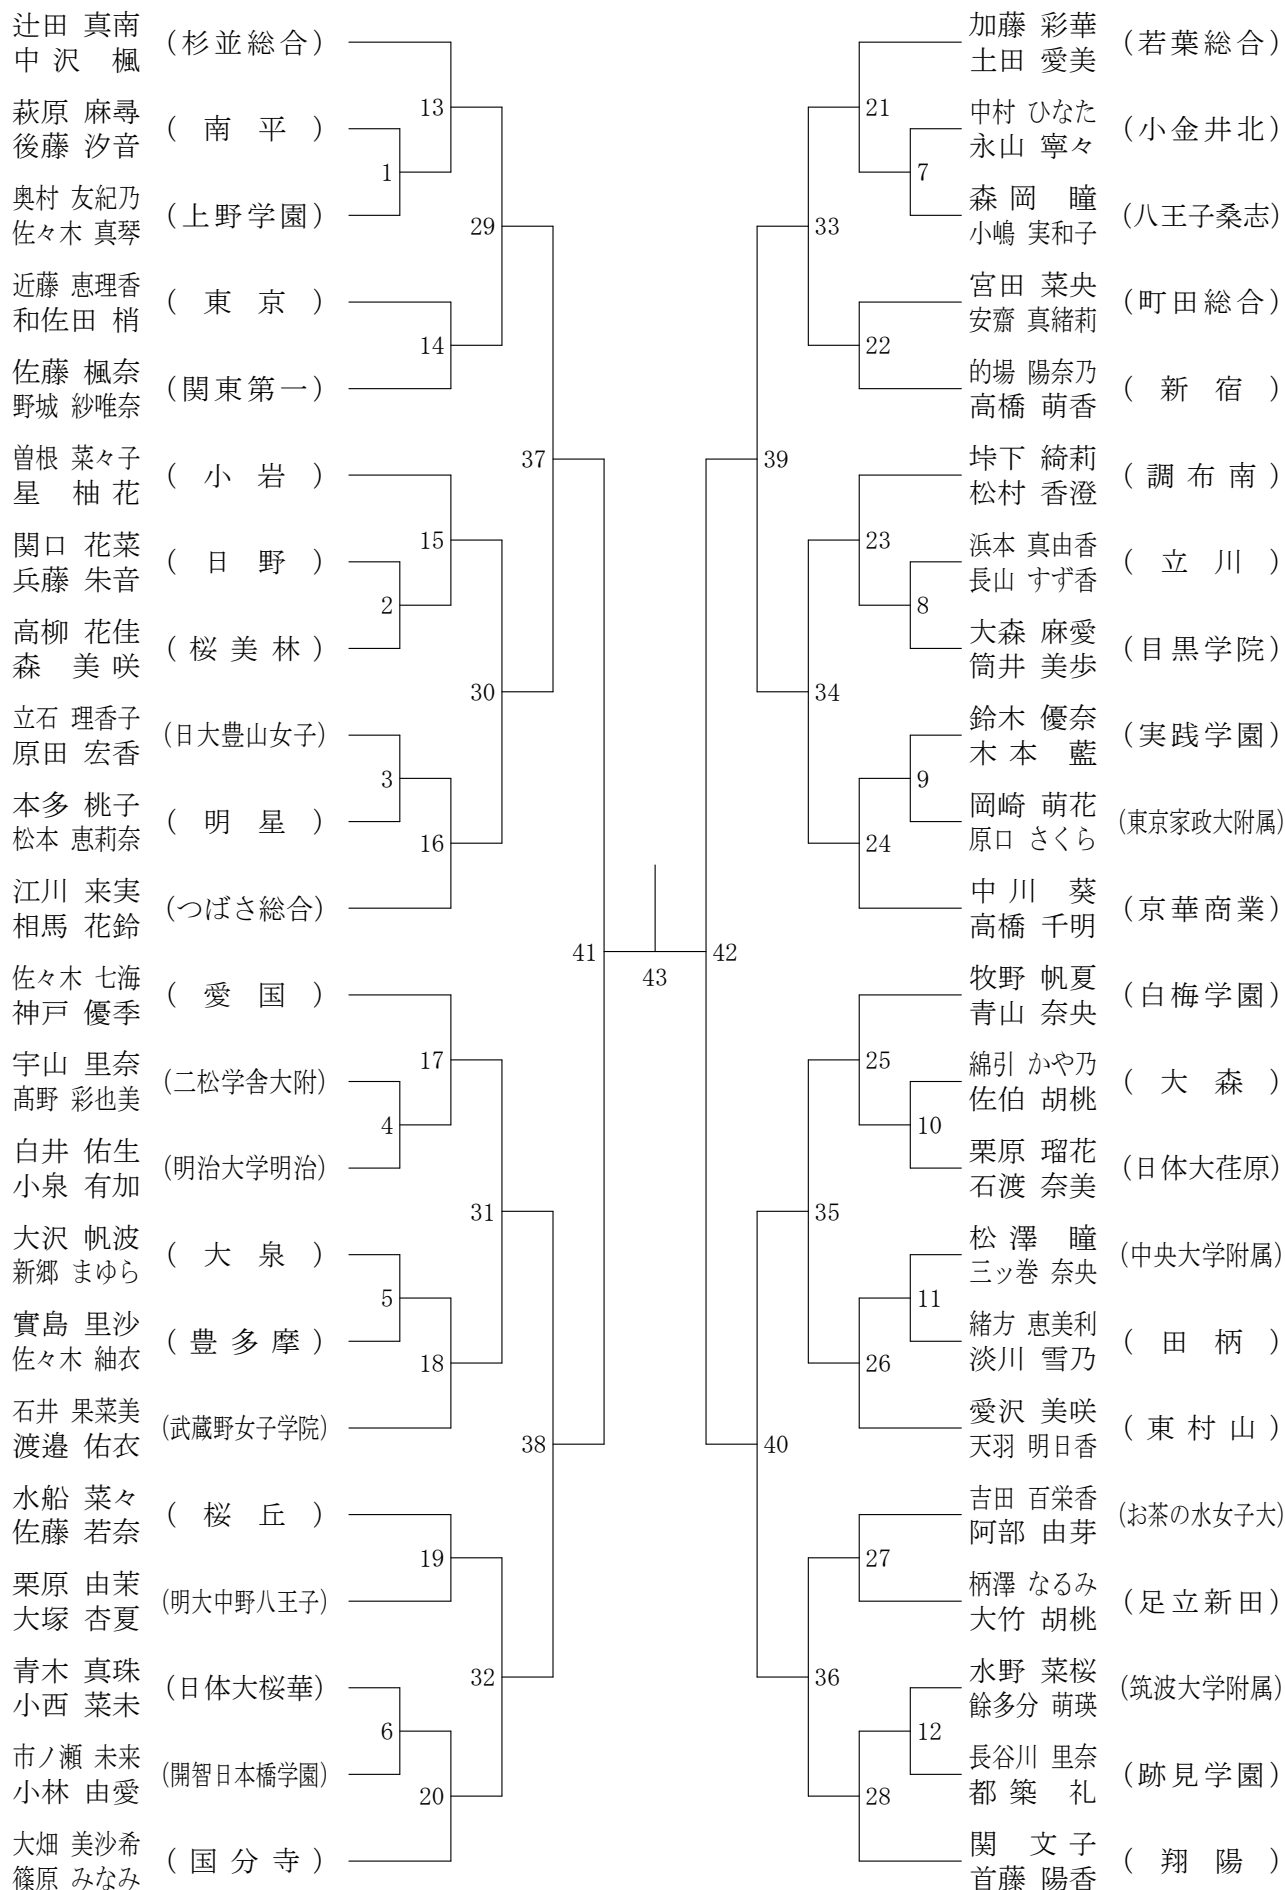 辻田 真南
中沢 楓
(杉並総合)
萩原 麻尋
後藤 汐音
(南平)
奥村 友紀乃
佐々木 真琴
(上野学園)
近藤 恵理香
和佐田 梢
(東京)
佐藤 楓奈
野城 紗唯奈
(関東第一)
曽根 菜々子
星 柚花
(小岩)
関口 花菜
兵藤 朱音
(日野)
高柳 花佳
森 美咲
(桜美林)
立石 理香子
原田 宏香
(日大豊山女子)
本多 桃子
松本 恵莉奈
(明星)
江川 来実
相馬 花鈴
(つばさ総合)
佐々木 七海
神戸 優季
(愛国)
宇山 里奈
髙野 彩也美
(二松学舎大附)
白井 佑生
小泉 有加
(明治大学明治)
大沢 帆波
新郷 まゆら
(大泉)
實島 里沙
佐々木 紬衣
(豊多摩)
石井 果菜美
渡邉 佑衣
(武蔵野女子学院)
水船 菜々
佐藤 若奈
(桜丘)
栗原 由茉
大塚 杏夏
(明大中野八王子)
青木 真珠
小西 菜未
(日体大桜華)
市ノ瀬 未来
小林 由愛
(開智日本橋学園)
大畑 美沙希
篠原 みなみ
(国分寺)
13
1
29
14
37
15
2
30
3
16
41
17
4
31
5
18
38
19
32
6
20
43
42
21
7
33
22
39
23
8
34
9
24
25
10
35
11
26
40
27
36
12
28
加藤 彩華
土田 愛美
(若葉総合)
中村 ひなた
永山 寧々
(小金井北)
森岡 瞳
小嶋 実和子
(八王子桑志)
宮田 菜央
安齋 真緒莉
(町田総合)
的場 陽奈乃
高橋 萌香
(新宿)
垰下 綺莉
松村 香澄
(調布南)
浜本 真由香
長山 すず香
(立川)
大森 麻愛
筒井 美歩
(目黒学院)
鈴木 優奈
木本 藍
(実践学園)
岡崎 萌花
原口 さくら
(東京家政大附属)
中川 葵
高橋 千明
(京華商業)
牧野 帆夏
青山 奈央
(白梅学園)
綿引 かや乃
佐伯 胡桃
(大森)
栗原 瑠花
石渡 奈美
(日体大荏原)
松澤 瞳
三ッ巻 奈央
(中央大学附属)
緒方 恵美利
淡川 雪乃
(田柄)
愛沢 美咲
天羽 明日香
(東村山)
吉田 百栄香
阿部 由芽
(お茶の水女子大)
柄澤 なるみ
大竹 胡桃
(足立新田)
水野 菜桜
餘多分 萌瑛
(筑波大学附属)
長谷川 里奈
都築 礼
(跡見学園)
関 文子
首藤 陽香
(翔陽)